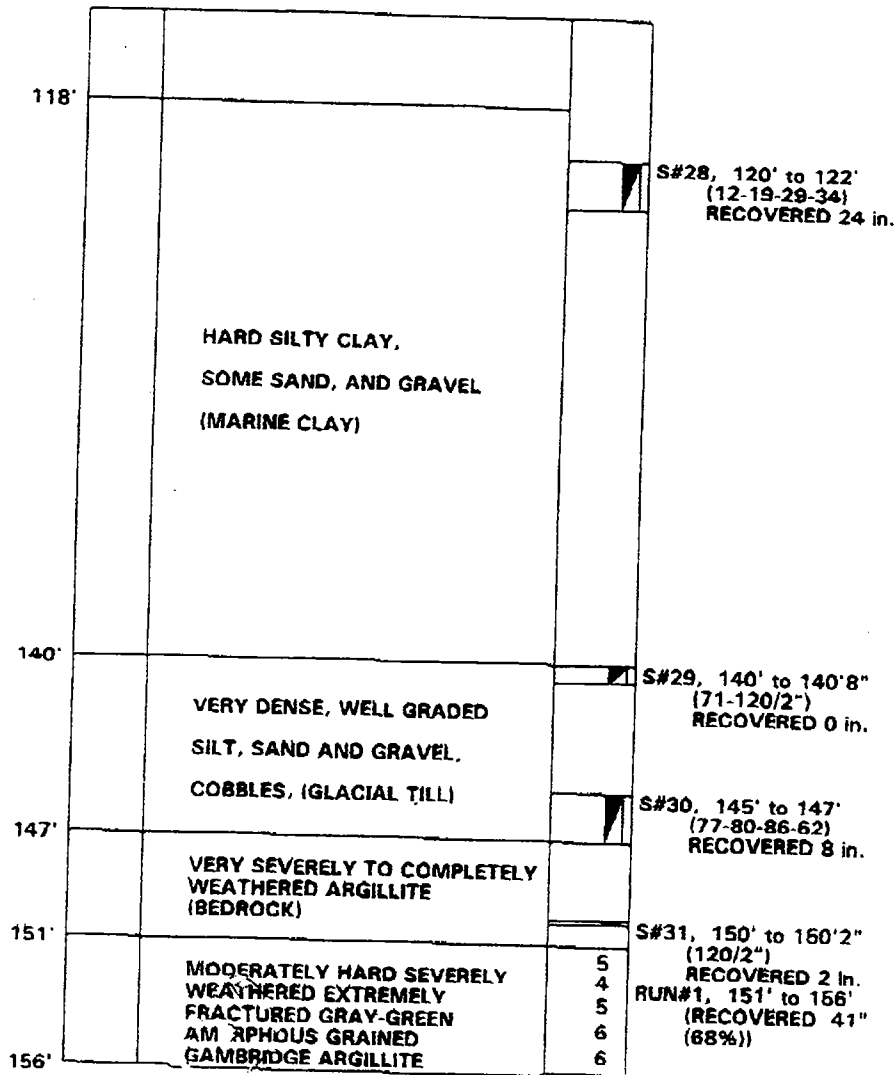 118'
S#28, 120' to 122'
(12-19-29-34)
RECOVERED 24 in.
HARD SILTY CLAY,
SOME SAND, AND GRAVEL
(MARINE CLAY)
140'
S#29, 140' to 140'8"
(71-120/2")
RECOVERED 0 in.
VERY DENSE, WELL GRADED
SILT, SAND AND GRAVEL,
COBBLES, (GLACIAL TILL)
S#30, 145' to 147'
(77-80-86-62)
RECOVERED 8 in.
147'
VERY SEVERELY TO COMPLETELY
WEATHERED ARGILLITE
(BEDROCK)
S#31, 150' to 160'2"
(120/2")
RECOVERED 2 in.
151'
MODERATELY HARD SEVERELY
WEATHERED EXTREMELY
FRACTURED GRAY-GREEN
AM RPHOUS GRAINED
GAMBRIDGE ARGILLITE
5
4
5
6
6
RUN#1, 151' to 156'
(RECOVERED 41"
(68%))
156'